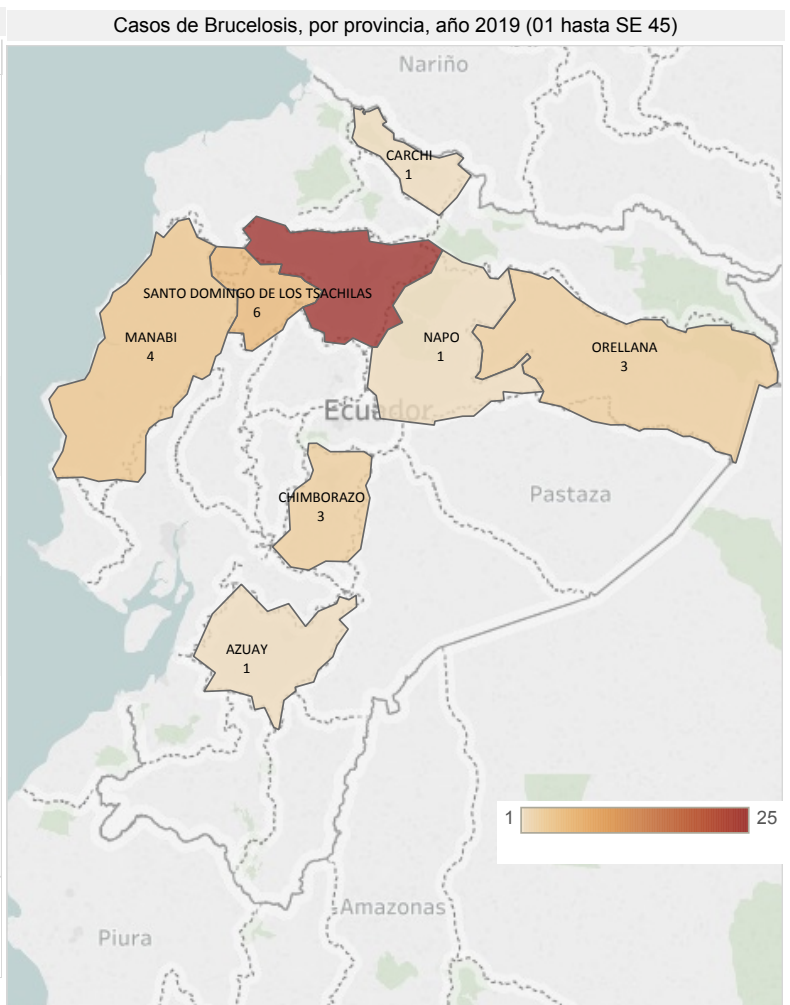 Casos de Brucelosis, por provincia, año 2019 (01 hasta SE 45)
Nariño
CARCHI
1
SANTO DOMINGO DE LOS TSACHILAS
6
MANABI
4
NAPO
1
ORELLANA
3
Ecuador
CHIMBORAZO
3
Pastaza
AZUAY
1
1
25
Amazonas
Piura